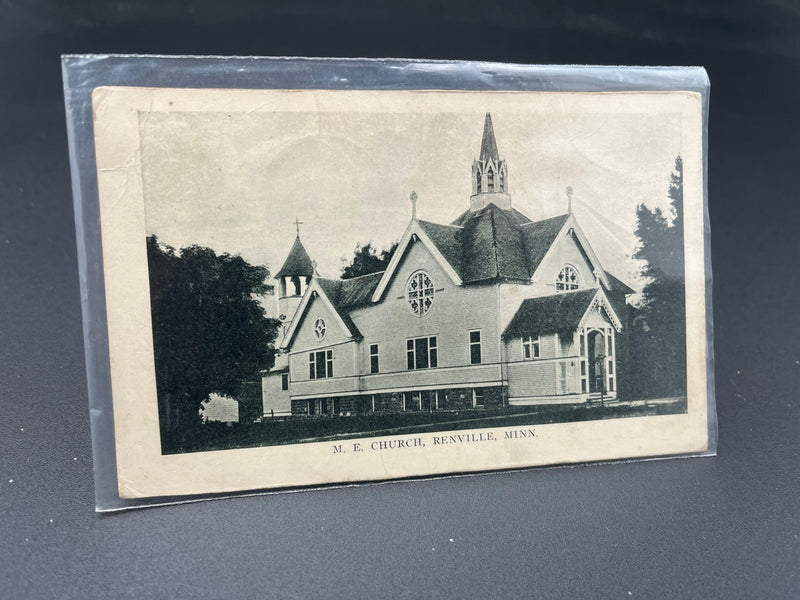 M. E. CHURCH, RENVILLE, MINN.